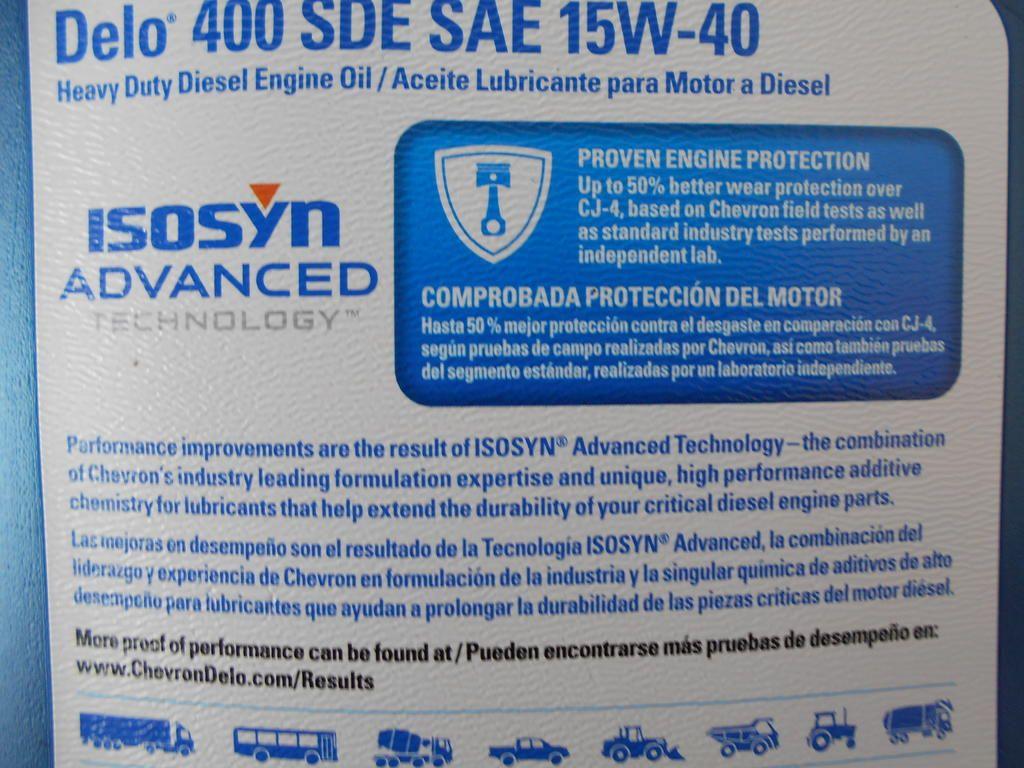 Delo® 400 SDE SAE 15W-40
Heavy Duty Diesel Engine Oil / Aceite Lubricante para Motor a Diesel
ISOSYN
ADVANCED
TECHNOLOGY™
PROVEN ENGINE PROTECTION
Up to 50% better wear protection over
CJ-4, based on Chevron field tests as well
as standard industry tests performed by an
independent lab.
COMPROBADA PROTECCIÓN DEL MOTOR
Hasta 50 % mejor protección contra el desgaste en comparación con CJ-4,
según pruebas de campo realizadas por Chevron, así como también pruebas
del segmento estándar, realizadas por un laboratorio independiente.
Performance improvements are the result of ISOSYN® Advanced Technology—the combination
of Chevron's industry leading formulation expertise and unique, high performance additive
chemistry for lubricants that help extend the durability of your critical diesel engine parts.
Las mejoras en desempeño son el resultado de la Tecnología ISOSYN® Advanced, la combinación del
liderazgo y experiencia de Chevron en formulación de la industria y la singular química de aditivos de alto
desempeño para lubricantes que ayudan a prolongar la durabilidad de las piezas críticas del motor diésel.
More proof of performance can be found at / Pueden encontrarse más pruebas de desempeño en:
www.ChevronDelo.com/Results